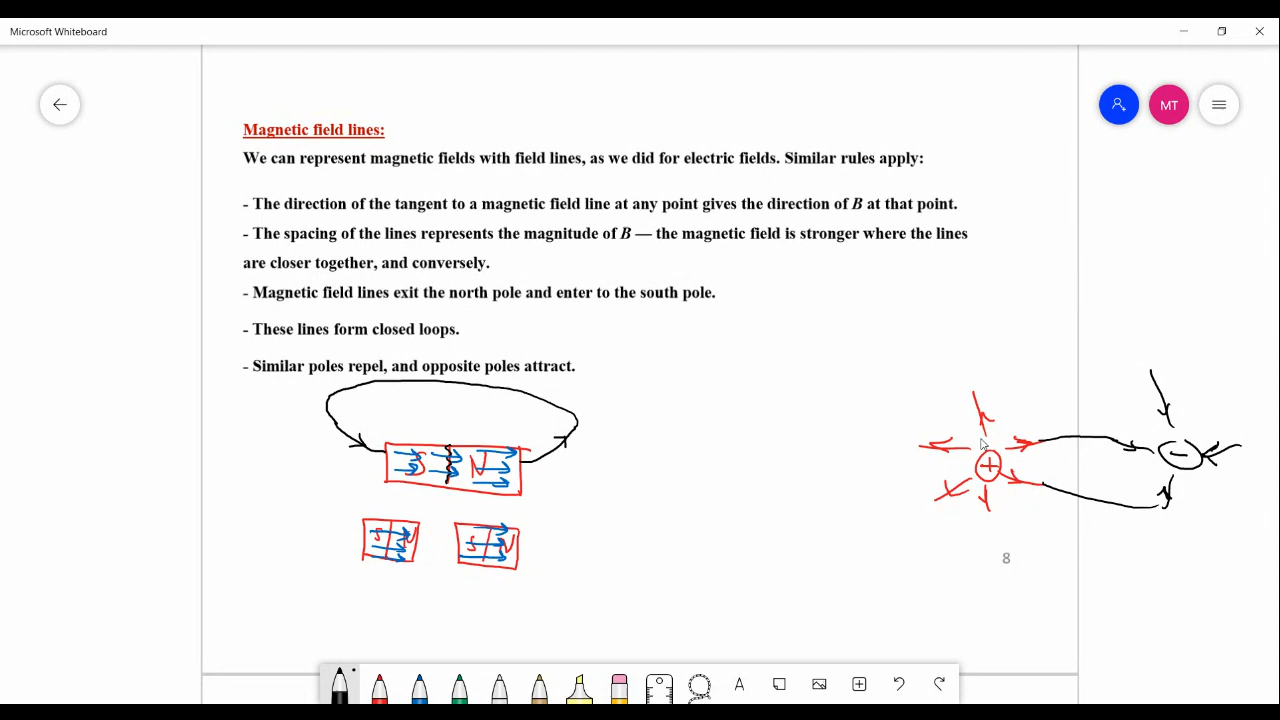 Microsoft Whiteboard
MT
Magnetic field lines:
We can represent magnetic fields with field lines, as we did for electric fields. Similar rules apply:
- The direction of the tangent to a magnetic field line at any point gives the direction of B at that point.
- The spacing of the lines represents the magnitude of B — the magnetic field is stronger where the lines
are closer together, and conversely.
- Magnetic field lines exit the north pole and enter to the south pole.
- These lines form closed loops.
- Similar poles repel, and opposite poles attract.
S N
+ -
S N S N
8
A